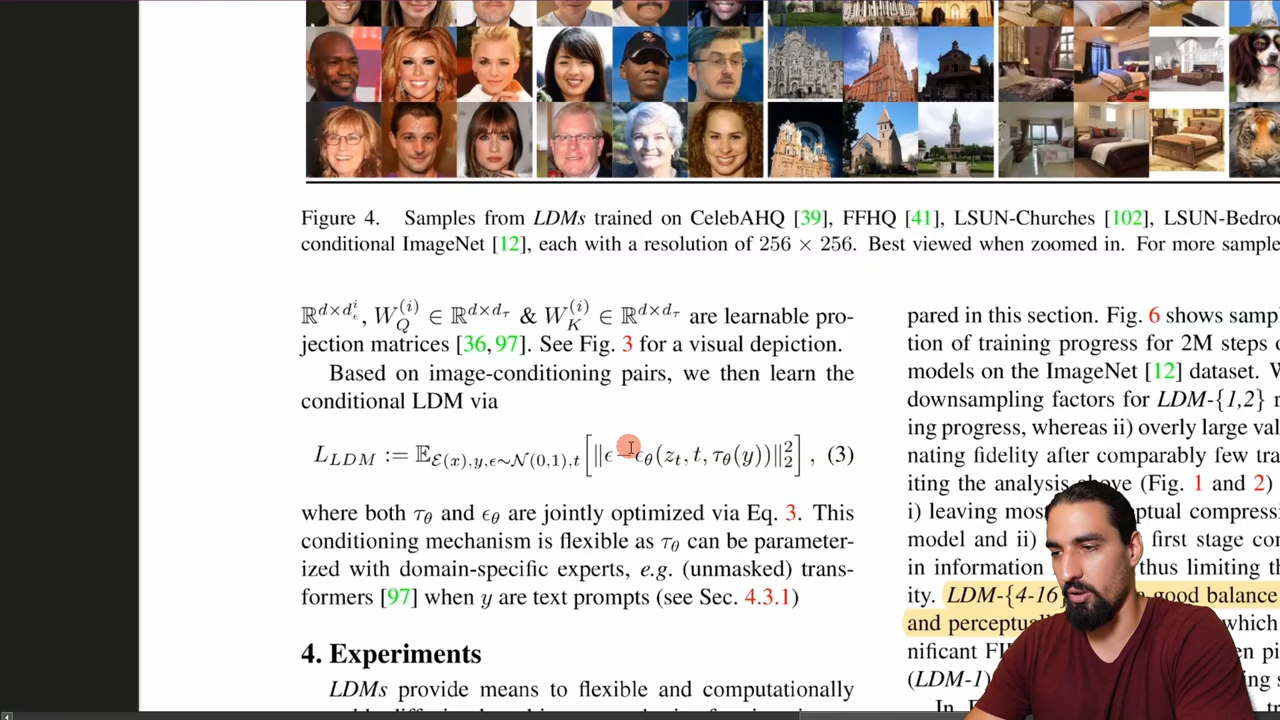 Figure 4. Samples from LDMs trained on CelebAHQ [39], FFHQ [41], LSUN-Churches [102], LSUN-Bedro
conditional ImageNet [12], each with a resolution of 256 × 256. Best viewed when zoomed in. For more sample
ℝ^{d×d_ϵ^i}, W_Q^{(i)} ∈ ℝ^{d×d_τ} & W_K^{(i)} ∈ ℝ^{d×d_τ} are learnable pro-
jection matrices [36, 97]. See Fig. 3 for a visual depiction.
Based on image-conditioning pairs, we then learn the
conditional LDM via
L_{LDM} := 𝔼_{ℰ(x),y,ϵ∼𝒩(0,1),t} [‖ϵ − ϵ_θ(z_t, t, τ_θ(y))‖_2^2] , (3)
where both τ_θ and ϵ_θ are jointly optimized via Eq. 3. This
conditioning mechanism is flexible as τ_θ can be parameter-
ized with domain-specific experts, e.g. (unmasked) trans-
formers [97] when y are text prompts (see Sec. 4.3.1)
4. Experiments
LDMs provide means to flexible and computationally
pared in this section. Fig. 6 shows samp
tion of training progress for 2M steps o
models on the ImageNet [12] dataset. W
downsampling factors for LDM-{1,2} r
ing progress, whereas ii) overly large val
nating fidelity after comparably few tra
iting the analysis above (Fig. 1 and 2)
i) leaving mos ptual compress
model and ii) first stage con
in information thus limiting th
ity. LDM-{4-16} good balance
and perceptu which
nificant FI n pi
(LDM-1) ing s
In